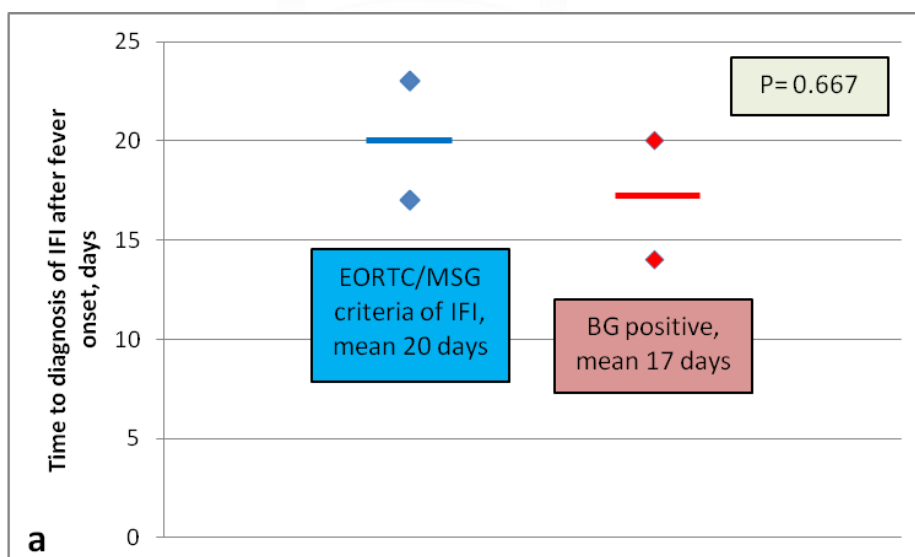 Time to diagnosis of IFI after fever
onset, days
25
20
15
10
5
0
P= 0.667
EORTC/MSG
criteria of IFI,
mean 20 days
BG positive,
mean 17 days
a